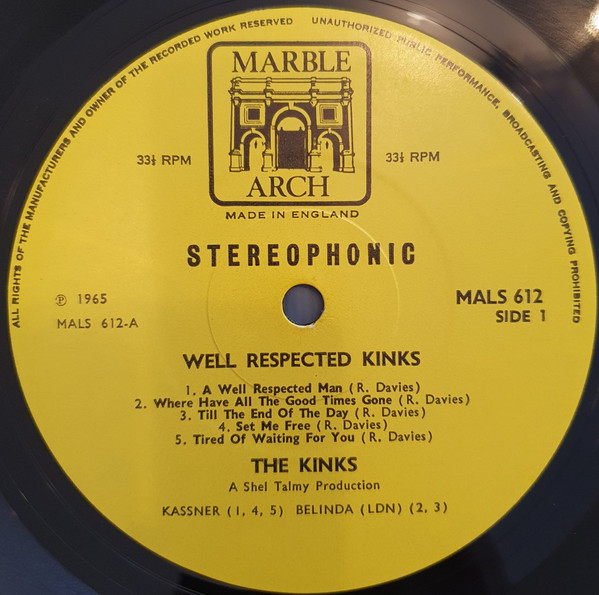 ALL RIGHTS OF THE MANUFACTURERS AND OWNER OF THE RECORDED WORK RESERVED UNAUTHORIZED PUBLIC PERFORMANCE, BROADCASTING AND COPYING PROHIBITED
MARBLE
ARCH
33⅓ RPM 33⅓ RPM
MADE IN ENGLAND
STEREOPHONIC
℗ 1965 MALS 612
MALS 612-A SIDE 1
WELL RESPECTED KINKS
1. A Well Respected Man (R. Davies)
2. Where Have All The Good Times Gone (R. Davies)
3. Till The End Of The Day (R. Davies)
4. Set Me Free (R. Davies)
5. Tired Of Waiting For You (R. Davies)
THE KINKS
A Shel Talmy Production
KASSNER (1, 4, 5) BELINDA (LDN) (2, 3)